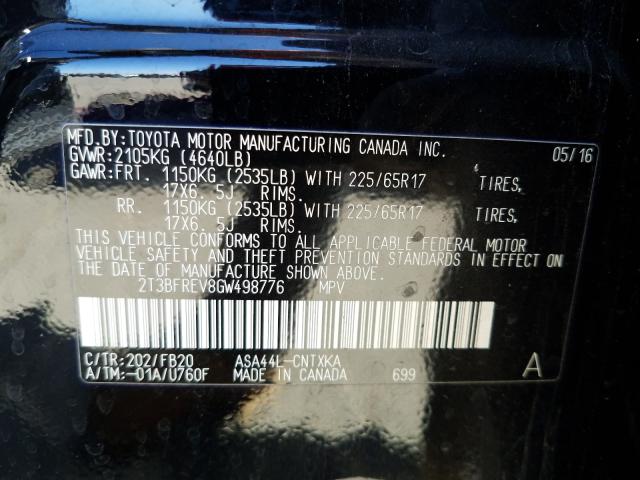 MFD.BY:TOYOTA MOTOR MANUFACTURING CANADA INC. 05/16
GVWR:2105KG (4640LB)
GAWR:FRT. 1150KG (2535LB) WITH 225/65R17 TIRES,
17X6. 5J RIMS.
RR. 1150KG (2535LB) WITH 225/65R17 TIRES,
17X6. 5J RIMS.
THIS VEHICLE CONFORMS TO ALL APPLICABLE FEDERAL MOTOR
VEHICLE SAFETY AND THEFT PREVENTION STANDARDS IN EFFECT ON
THE DATE OF MANUFACTURE SHOWN ABOVE.
2T3BFREV8GW498776 MPV
C/TR:202/FB20 ASA44L-CNTXKA
A/TM:-01A/U760F MADE IN CANADA 699 A